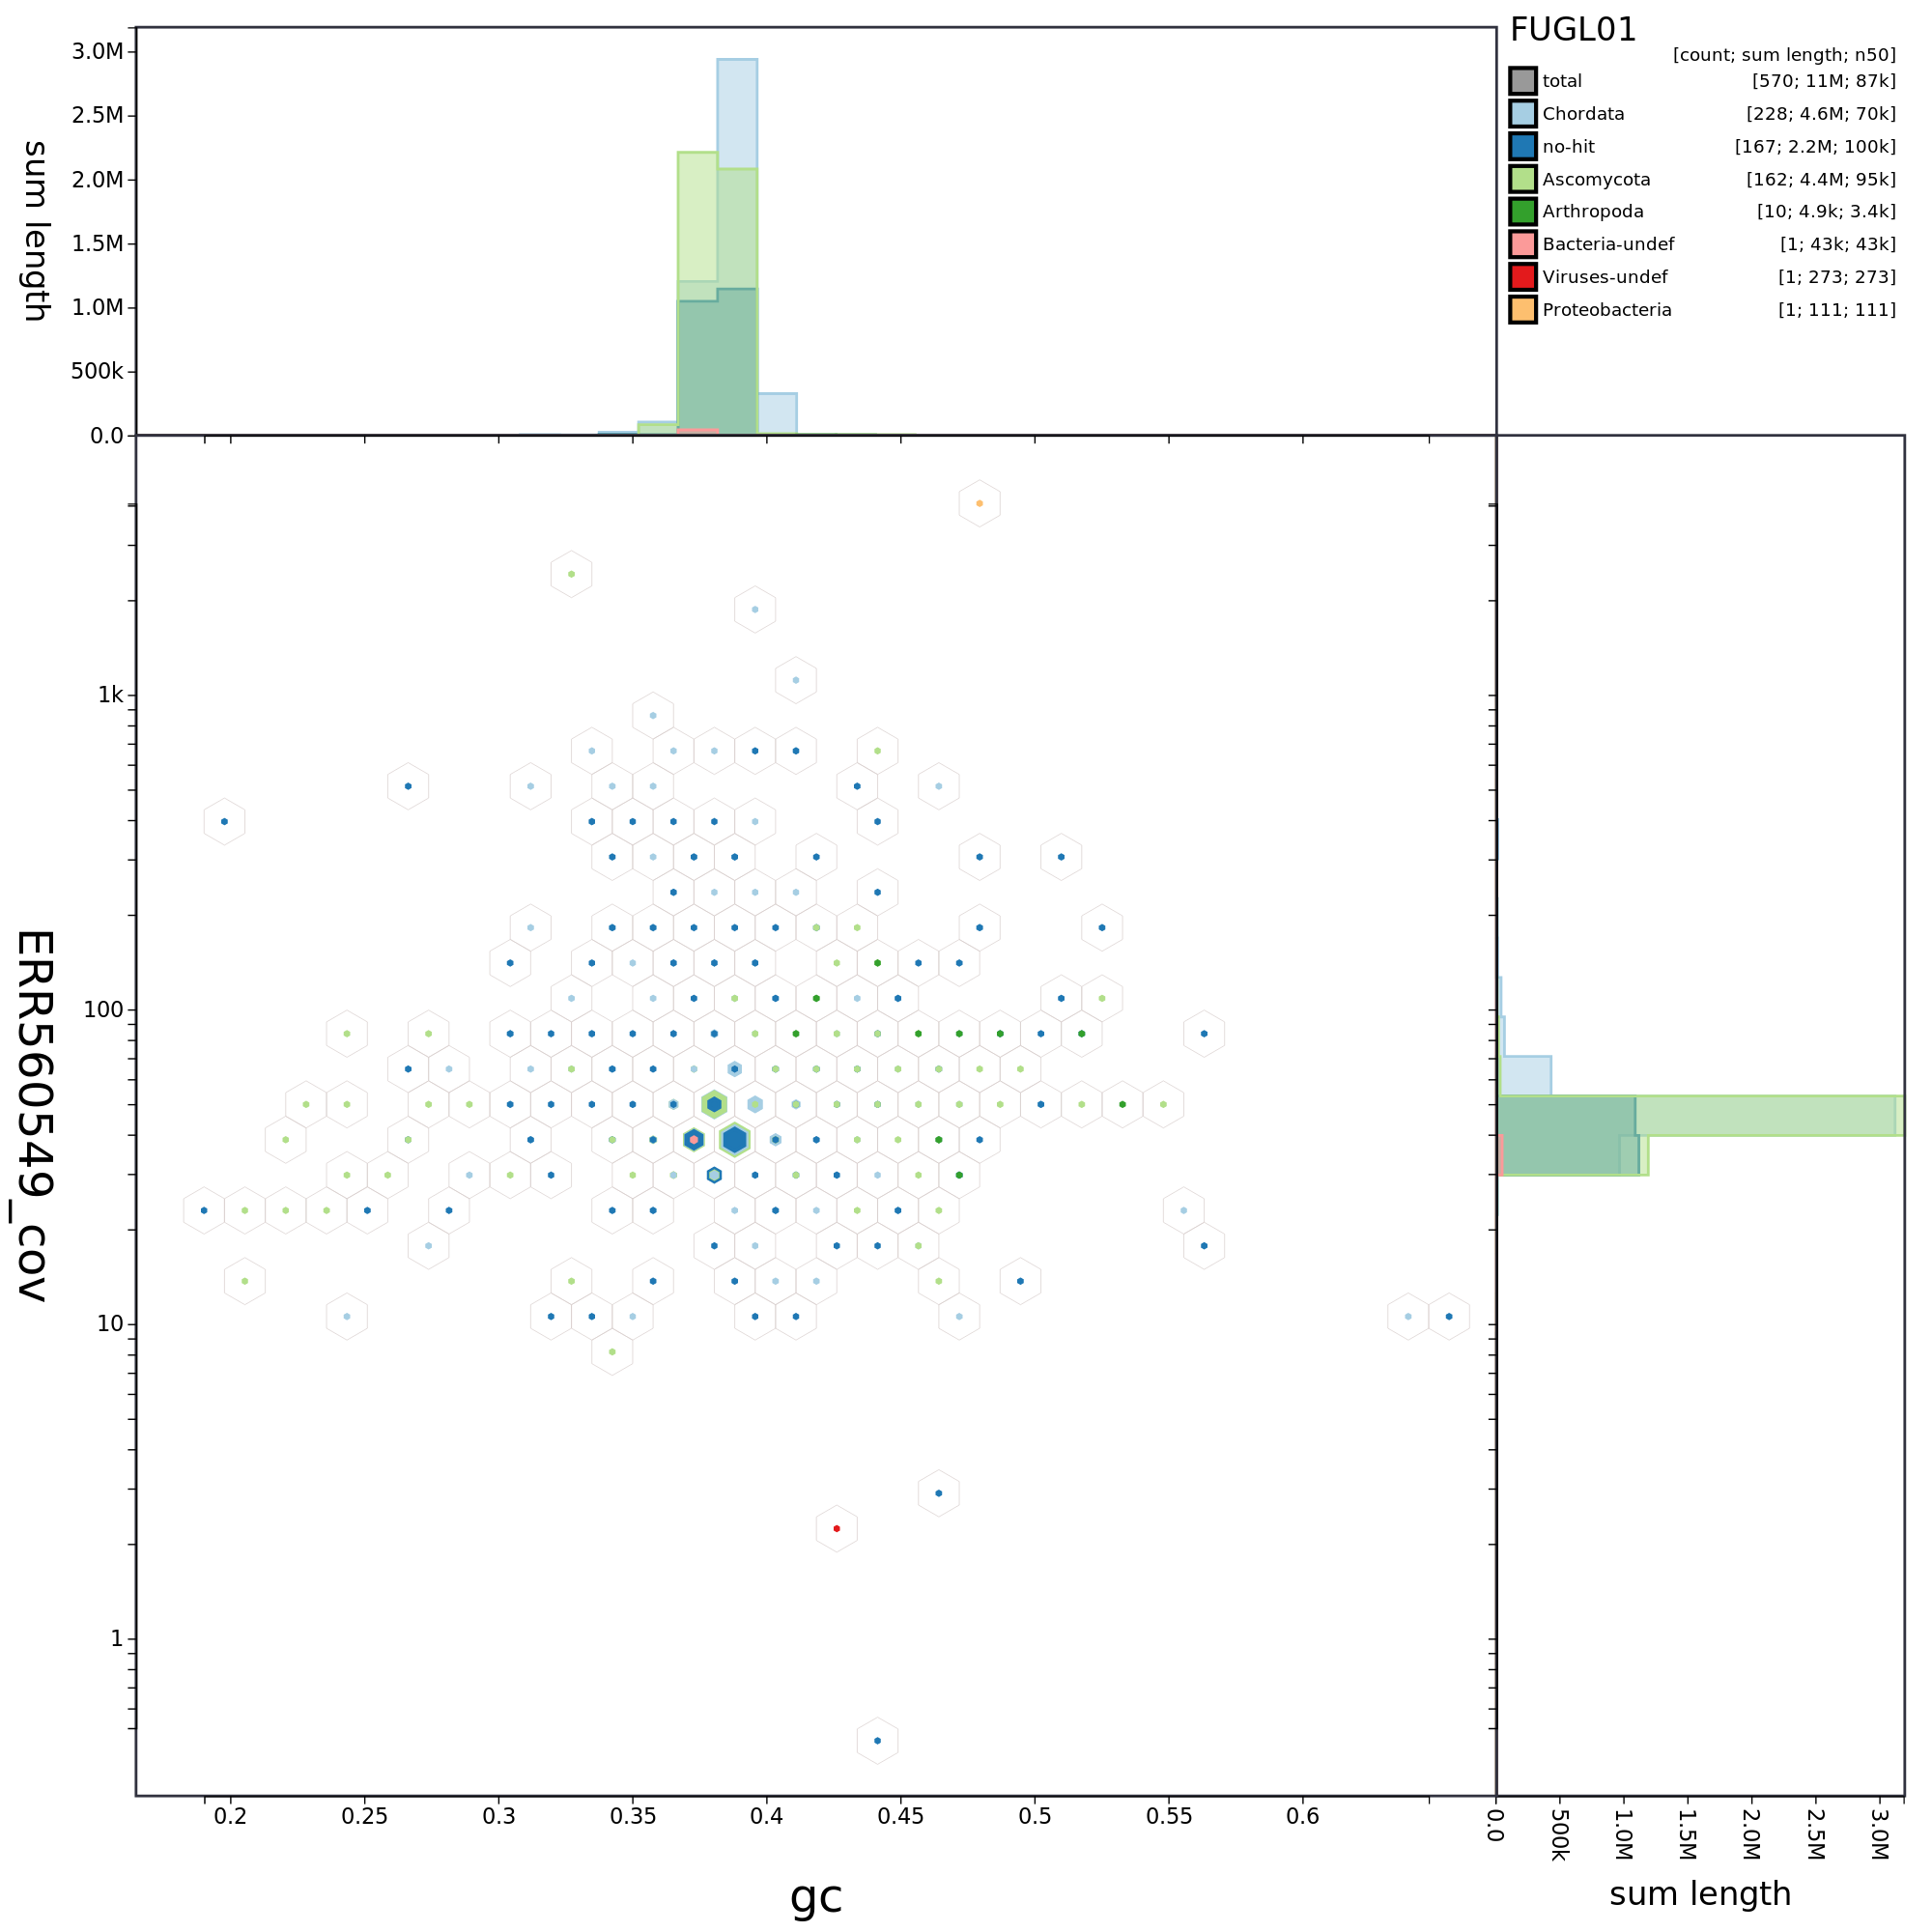 FUGL01
[count; sum length; n50]
total [570; 11M; 87k]
Chordata [228; 4.6M; 70k]
no-hit [167; 2.2M; 100k]
Ascomycota [162; 4.4M; 95k]
Arthropoda [10; 4.9k; 3.4k]
Bacteria-undef [1; 43k; 43k]
Viruses-undef [1; 273; 273]
Proteobacteria [1; 111; 111]
sum length
3.0M
2.5M
2.0M
1.5M
1.0M
500k
0.0
ERR560549_cov
1k
100
10
1
0.2 0.25 0.3 0.35 0.4 0.45 0.5 0.55 0.6
gc
0.0 500k 1.0M 1.5M 2.0M 2.5M 3.0M
sum length